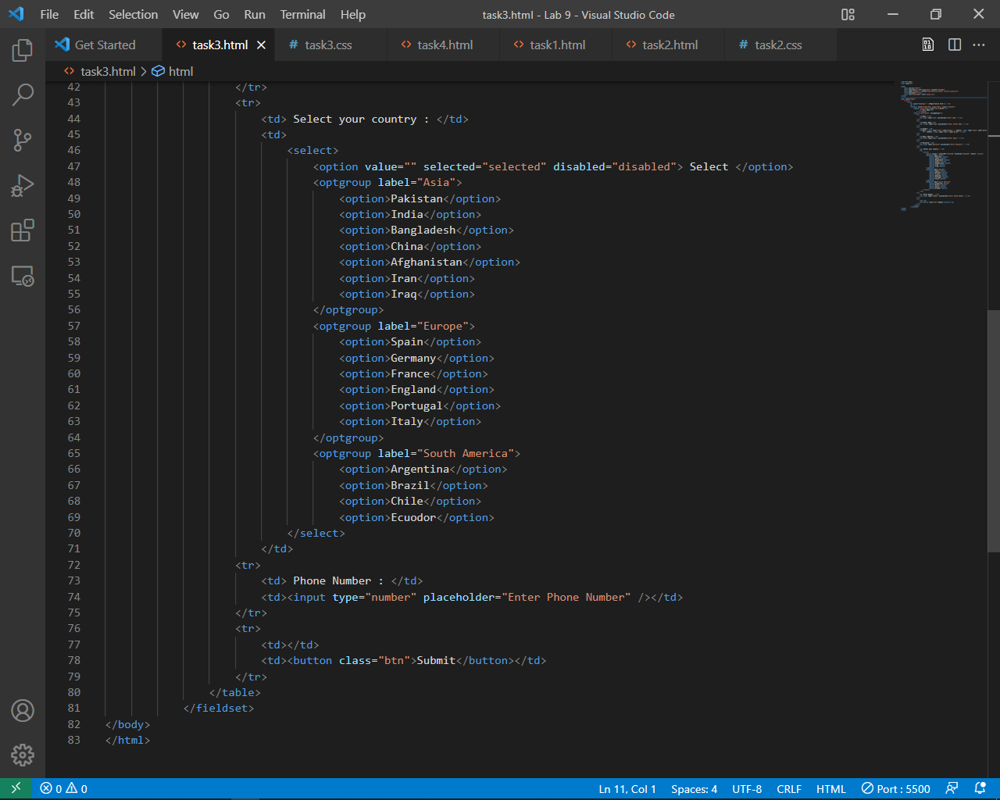 File Edit Selection View Go Run Terminal Help task3.html - Lab 9 - Visual Studio Code
Get Started <> task3.html × # task3.css <> task4.html <> task1.html <> task2.html # task2.css
<> task3.html > html
42 </tr>
43 <tr>
44 <td> Select your country : </td>
45 <td>
46 <select>
47 <option value="" selected="selected" disabled="disabled"> Select </option>
48 <optgroup label="Asia">
49 <option>Pakistan</option>
50 <option>India</option>
51 <option>Bangladesh</option>
52 <option>China</option>
53 <option>Afghanistan</option>
54 <option>Iran</option>
55 <option>Iraq</option>
56 </optgroup>
57 <optgroup label="Europe">
58 <option>Spain</option>
59 <option>Germany</option>
60 <option>France</option>
61 <option>England</option>
62 <option>Portugal</option>
63 <option>Italy</option>
64 </optgroup>
65 <optgroup label="South America">
66 <option>Argentina</option>
67 <option>Brazil</option>
68 <option>Chile</option>
69 <option>Ecuodor</option>
70 </select>
71 </td>
72 <tr>
73 <td> Phone Number : </td>
74 <td><input type="number" placeholder="Enter Phone Number" /></td>
75 </tr>
76 <tr>
77 <td></td>
78 <td><button class="btn">Submit</button></td>
79 </tr>
80 </table>
81 </fieldset>
82 </body>
83 </html>
0 0 Ln 11, Col 1 Spaces: 4 UTF-8 CRLF HTML Port : 5500